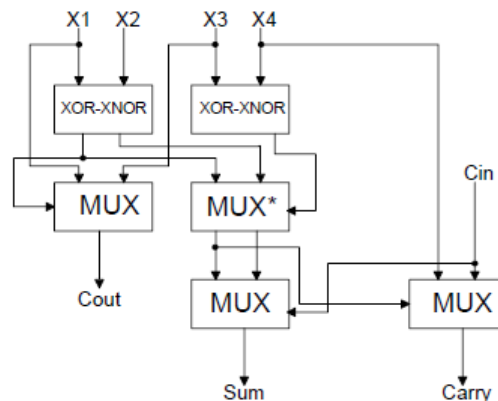 X1 X2 X3 X4
XOR-XNOR XOR-XNOR
MUX MUX* Cin
MUX MUX
Cout
Sum Carry